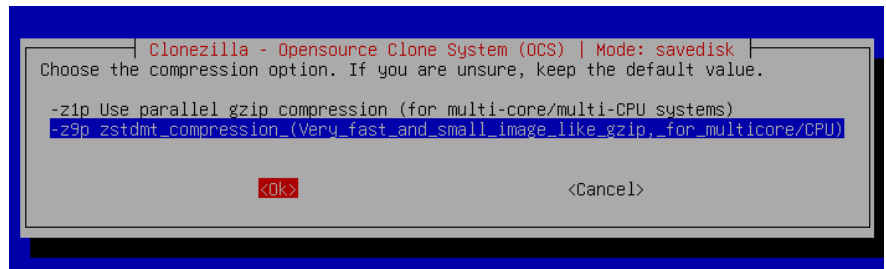 Clonezilla - Opensource Clone System (OCS) | Mode: savedisk
Choose the compression option. If you are unsure, keep the default value.
-z1p Use parallel gzip compression (for multi-core/multi-CPU systems)
-z9p zstdmt_compression_(Very_fast_and_small_image_like_gzip,_for_multicore/CPU)
<Ok> <Cancel>